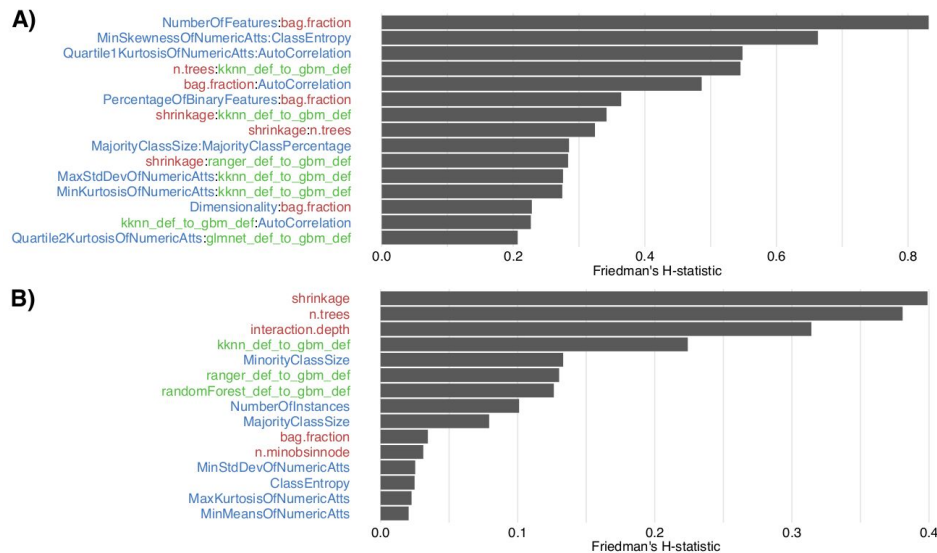 A)
NumberOfFeatures:bag.fraction
MinSkewnessOfNumericAtts:ClassEntropy
Quartile1KurtosisOfNumericAtts:AutoCorrelation
n.trees:kknn_def_to_gbm_def
bag.fraction:AutoCorrelation
PercentageOfBinaryFeatures:bag.fraction
shrinkage:kknn_def_to_gbm_def
shrinkage:n.trees
MajorityClassSize:MajorityClassPercentage
shrinkage:ranger_def_to_gbm_def
MaxStdDevOfNumericAtts:kknn_def_to_gbm_def
MinKurtosisOfNumericAtts:kknn_def_to_gbm_def
Dimensionality:bag.fraction
kknn_def_to_gbm_def:AutoCorrelation
Quartile2KurtosisOfNumericAtts:glmnet_def_to_gbm_def
0.0 0.2 0.4 0.6 0.8
Friedman's H-statistic
B)
shrinkage
n.trees
interaction.depth
kknn_def_to_gbm_def
MinorityClassSize
ranger_def_to_gbm_def
randomForest_def_to_gbm_def
NumberOfInstances
MajorityClassSize
bag.fraction
n.minobsinnode
MinStdDevOfNumericAtts
ClassEntropy
MaxKurtosisOfNumericAtts
MinMeansOfNumericAtts
0.0 0.1 0.2 0.3 0.4
Friedman's H-statistic